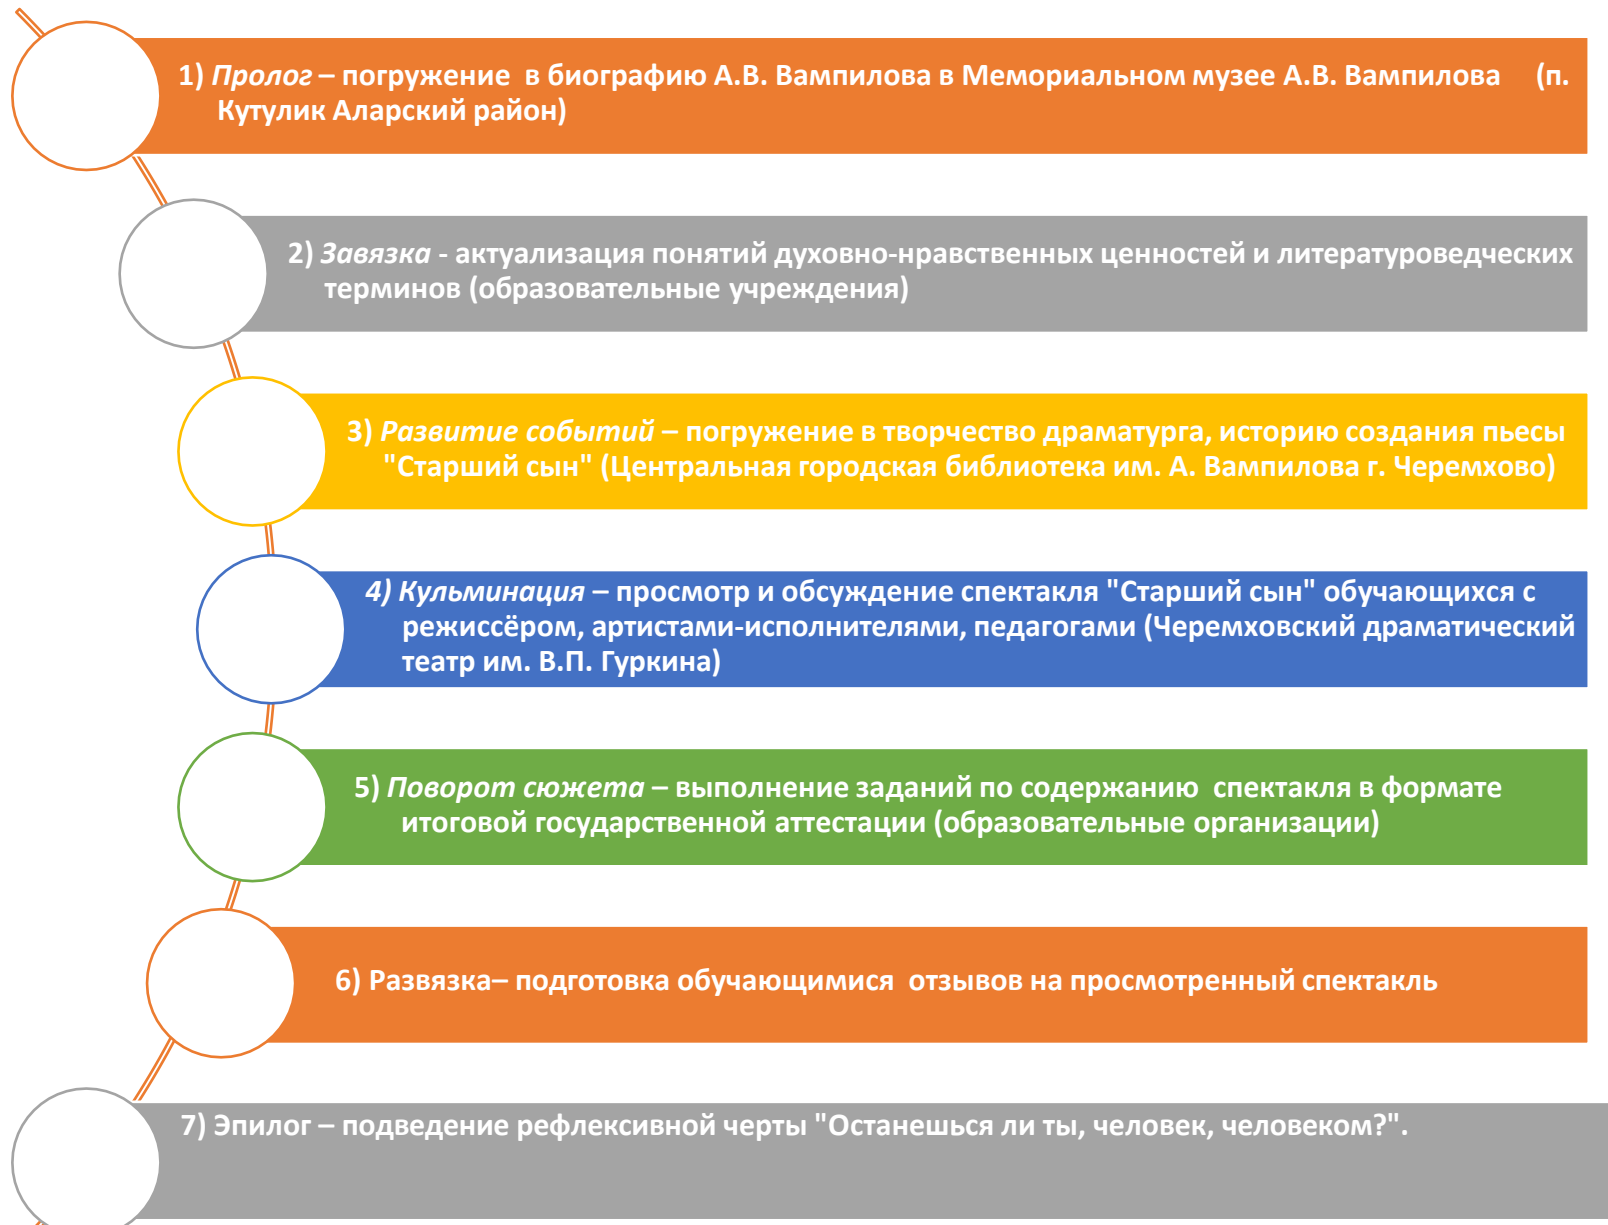 1) Пролог – погружение в биографию А.В. Вампилова в Мемориальном музее А.В. Вампилова (п.
Кутулик Аларский район)
2) Завязка - актуализация понятий духовно-нравственных ценностей и литературоведческих
терминов (образовательные учреждения)
3) Развитие событий – погружение в творчество драматурга, историю создания пьесы
"Старший сын" (Центральная городская библиотека им. А. Вампилова г. Черемхово)
4) Кульминация – просмотр и обсуждение спектакля "Старший сын" обучающихся с
режиссёром, артистами-исполнителями, педагогами (Черемховский драматический
театр им. В.П. Гуркина)
5) Поворот сюжета – выполнение заданий по содержанию спектакля в формате
итоговой государственной аттестации (образовательные организации)
6) Развязка– подготовка обучающимися отзывов на просмотренный спектакль
7) Эпилог – подведение рефлексивной черты "Останешься ли ты, человек, человеком?".